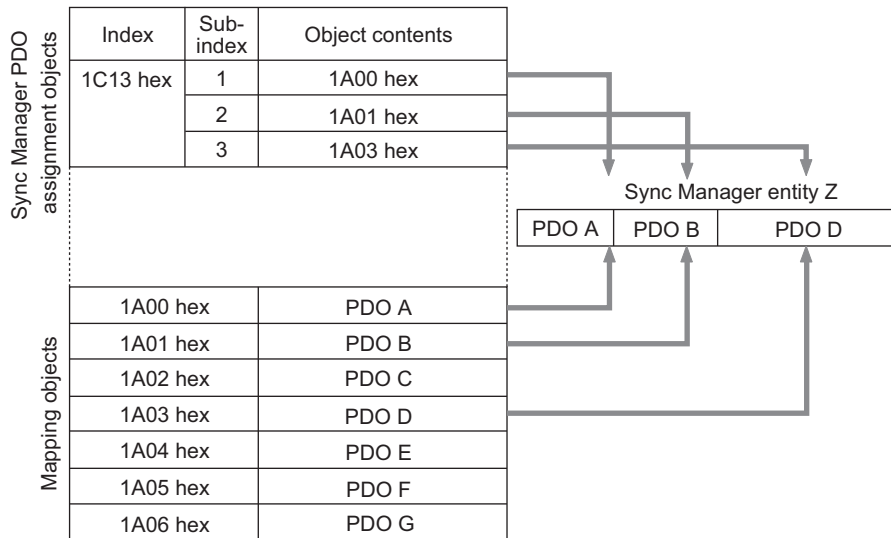 Sync Manager PDO
assignment objects
Index Sub-index Object contents
1C13 hex 1 1A00 hex
2 1A01 hex
3 1A03 hex
Sync Manager entity Z
PDO A PDO B PDO D
Mapping objects
1A00 hex PDO A
1A01 hex PDO B
1A02 hex PDO C
1A03 hex PDO D
1A04 hex PDO E
1A05 hex PDO F
1A06 hex PDO G